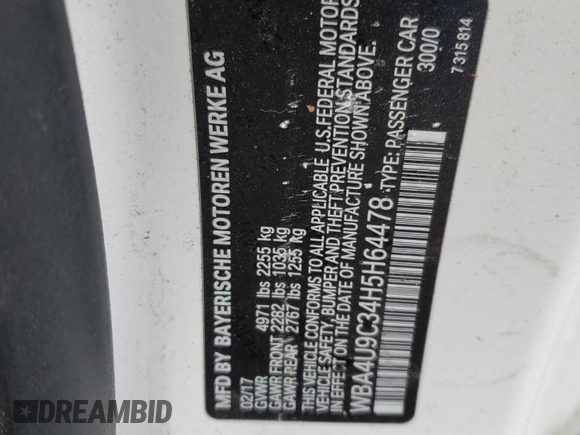 MFD BY BAYERISCHE MOTOREN WERKE AG
02/17
GVWR 4971 lbs 2255 kg
GAWR FRONT 2282 lbs 1035 kg
GAWR REAR 2767 lbs 1255 kg
THIS VEHICLE CONFORMS TO ALL APPLICABLE U.S. FEDERAL MOTOR
VEHICLE SAFETY, BUMPER AND THEFT PREVENTION STANDARDS
IN EFFECT ON THE DATE OF MANUFACTURE SHOWN ABOVE.
WBA4U9C34H5H64478 TYPE: PASSENGER CAR
300/0
7 315 814
DREAMBID